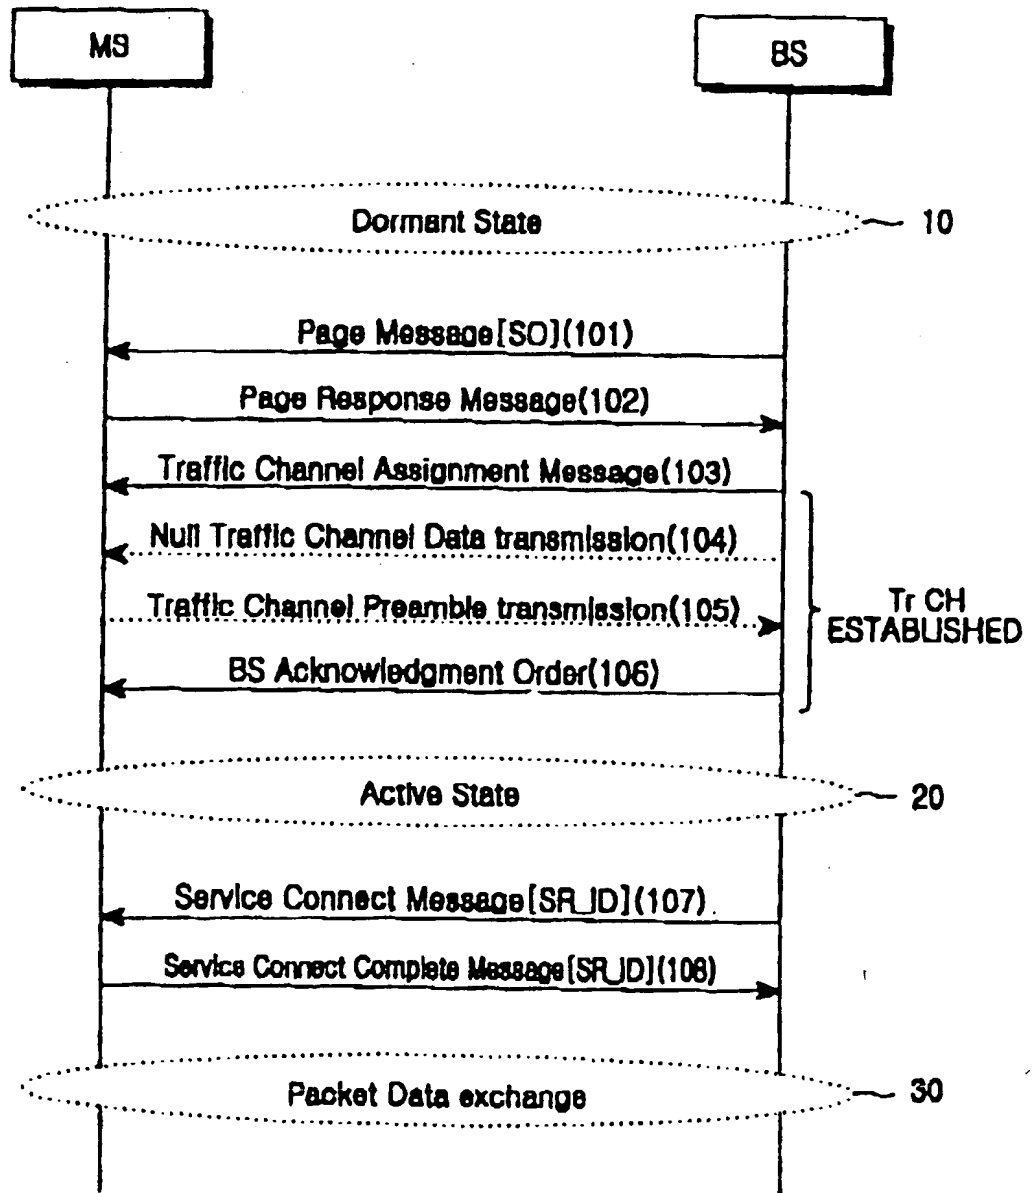 MS
BS
Dormant State
10
Page Message[SO](101)
Page Response Message(102)
Traffic Channel Assignment Message(103)
Null Traffic Channel Data transmission(104)
Traffic Channel Preamble transmission(105)
Tr CH
ESTABLISHED
BS Acknowledgment Order(106)
Active State
20
Service Connect Message[SR_ID](107)
Service Connect Complete Message[SR_ID](108)
Packet Data exchange
30